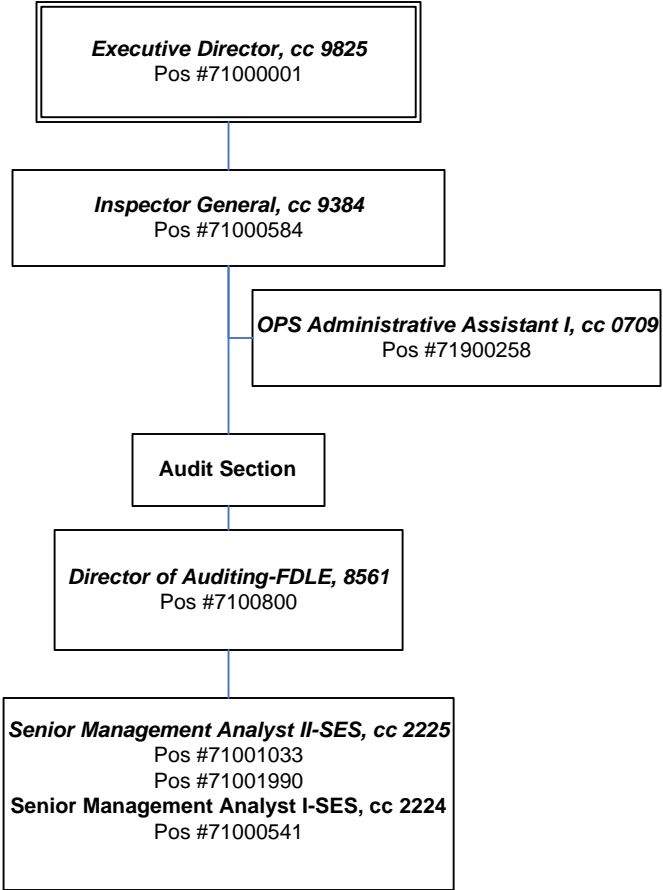 Executive Director, cc 9825
Pos #71000001
Inspector General, cc 9384
Pos #71000584
OPS Administrative Assistant I, cc 0709
Pos #71900258
Audit Section
Director of Auditing-FDLE, 8561
Pos #7100800
Senior Management Analyst II-SES, cc 2225
Pos #71001033
Pos #71001990
Senior Management Analyst I-SES, cc 2224
Pos #71000541